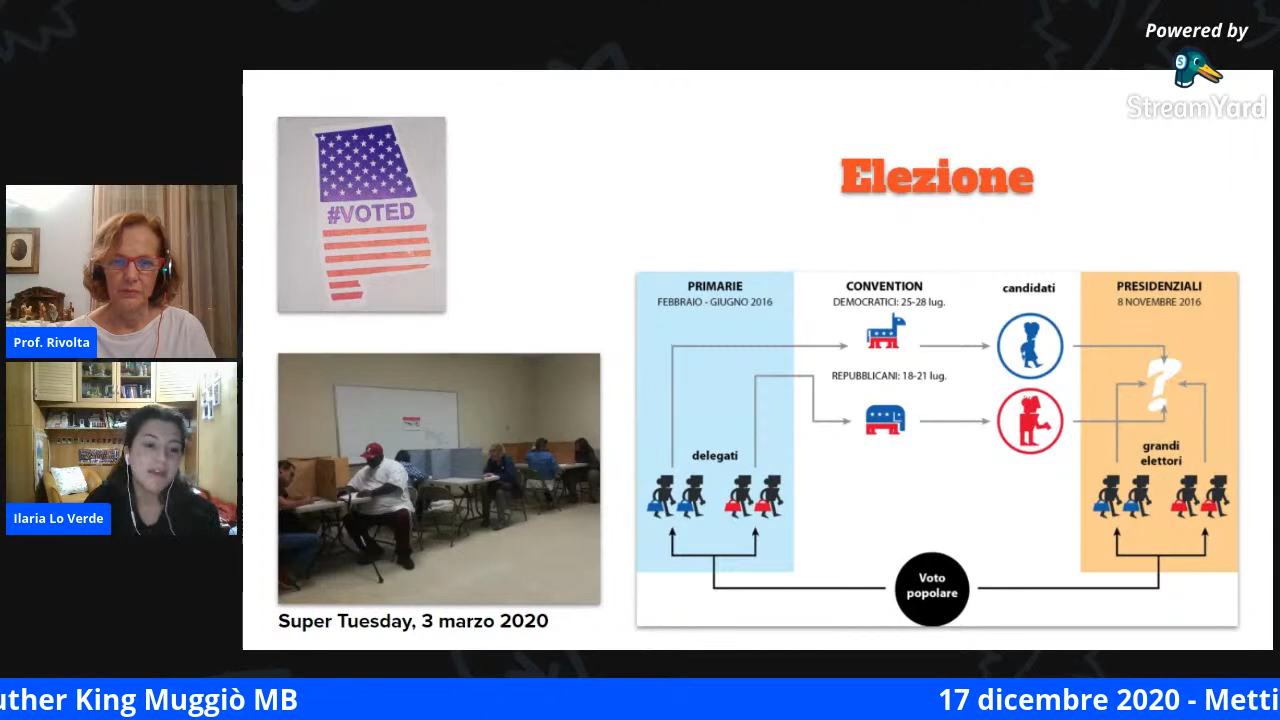 Powered by
StreamYard
Elezione
#VOTED
PRIMARIE
FEBBRAIO - GIUGNO 2016
CONVENTION
DEMOCRATICI: 25-28 lug.
candidati
PRESIDENZIALI
8 NOVEMBRE 2016
REPUBBLICANI: 18-21 lug.
?
delegati
grandi
elettori
Voto
popolare
Super Tuesday, 3 marzo 2020
Prof. Rivolta
Ilaria Lo Verde
uther King Muggiò MB
17 dicembre 2020 - Metti